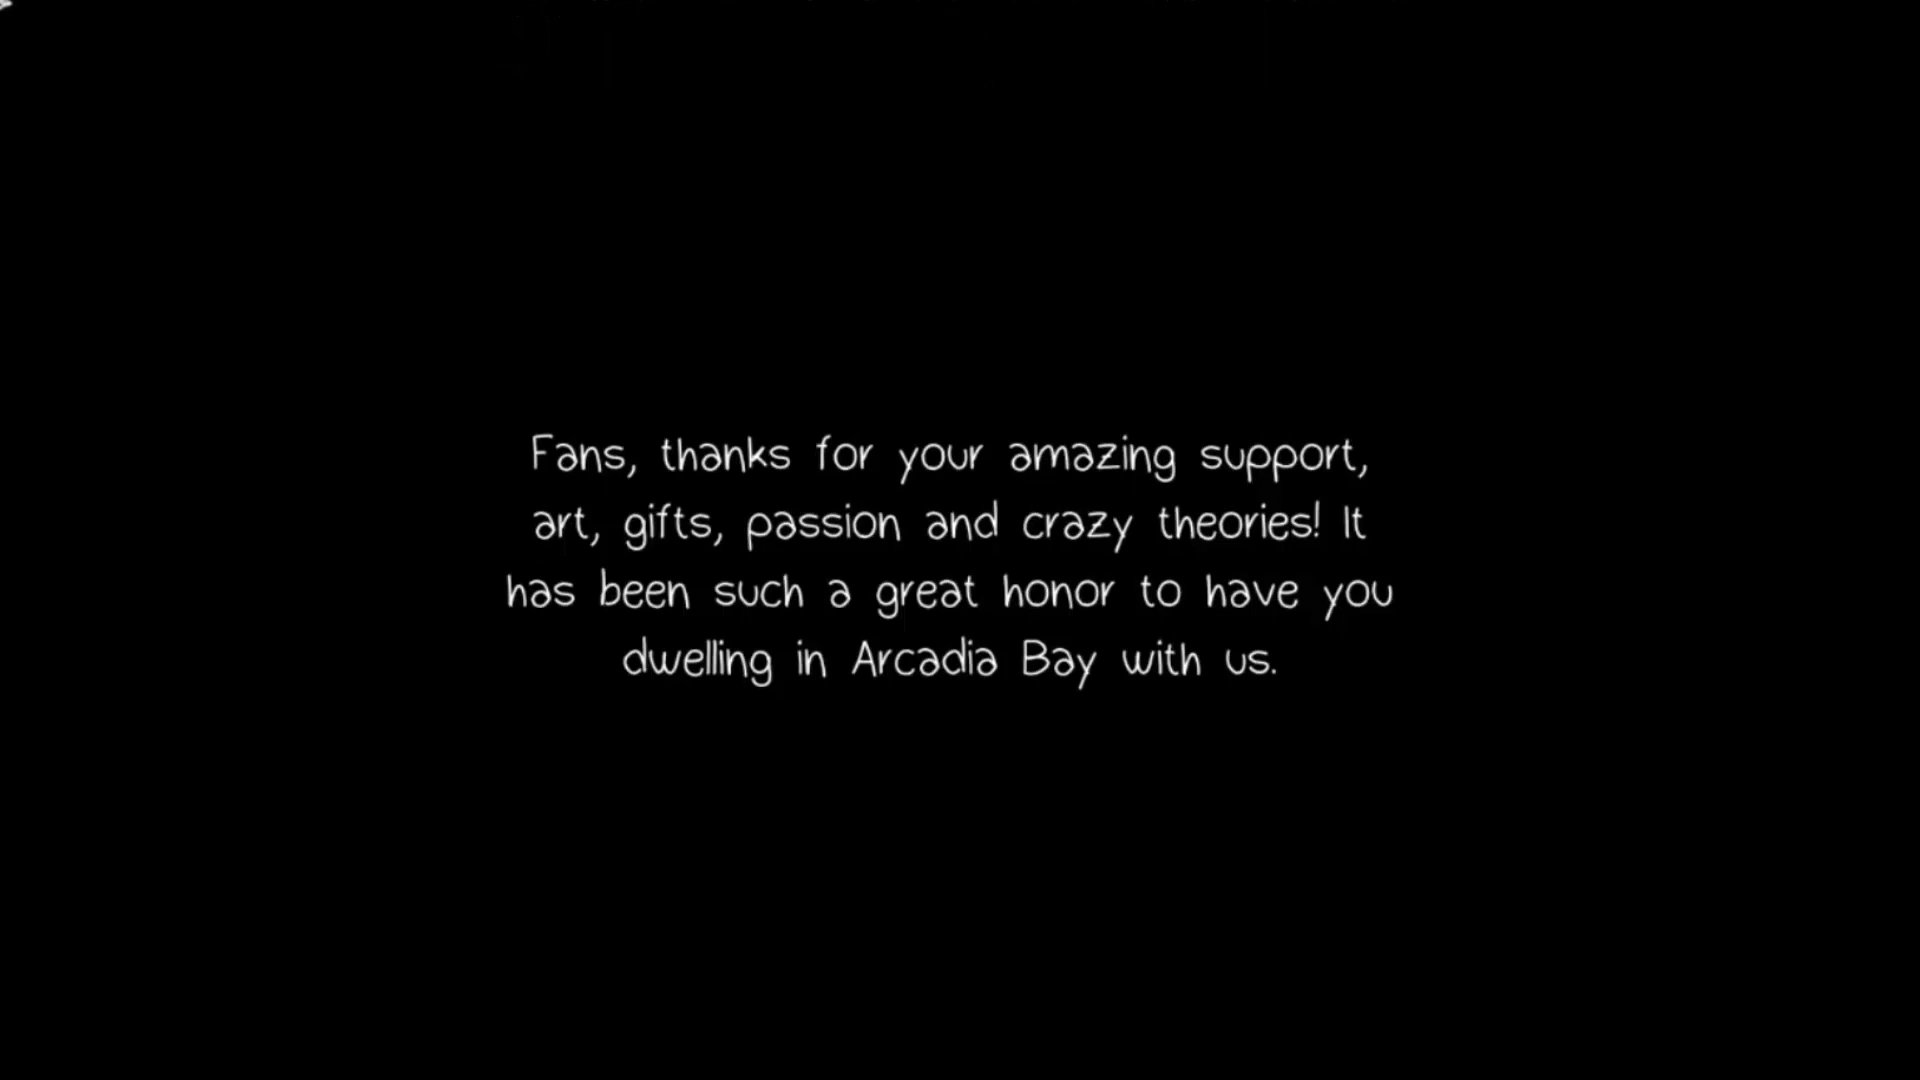 Fans, thanks for your amazing support,
art, gifts, passion and crazy theories! It
has been such a great honor to have you
dwelling in Arcadia Bay with us.